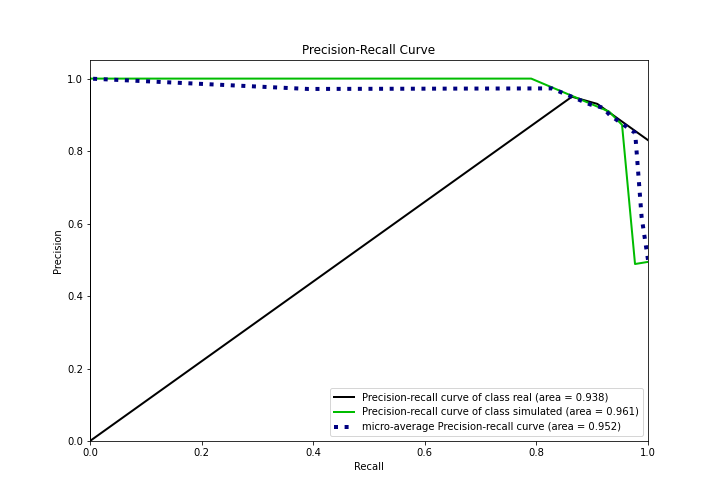 Precision-Recall Curve
1.0
0.8
0.6
0.4
0.2
0.0
Precision
0.0 0.2 0.4 0.6 0.8 1.0
Recall
Precision-recall curve of class real (area = 0.938)
Precision-recall curve of class simulated (area = 0.961)
micro-average Precision-recall curve (area = 0.952)